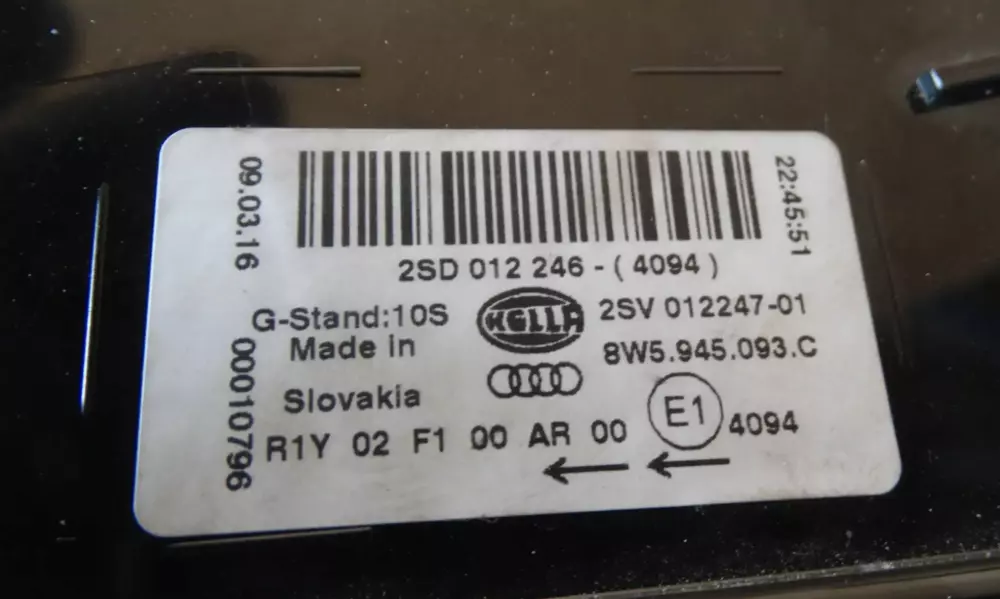 09.03.16
22:45:51
2SD 012 246 - ( 4094 )
G-Stand:10S
HELLA
2SV 012247-01
Made in
8W5.945.093.C
Slovakia
00010796
R1Y 02 F1 00 AR 00
E1
4094